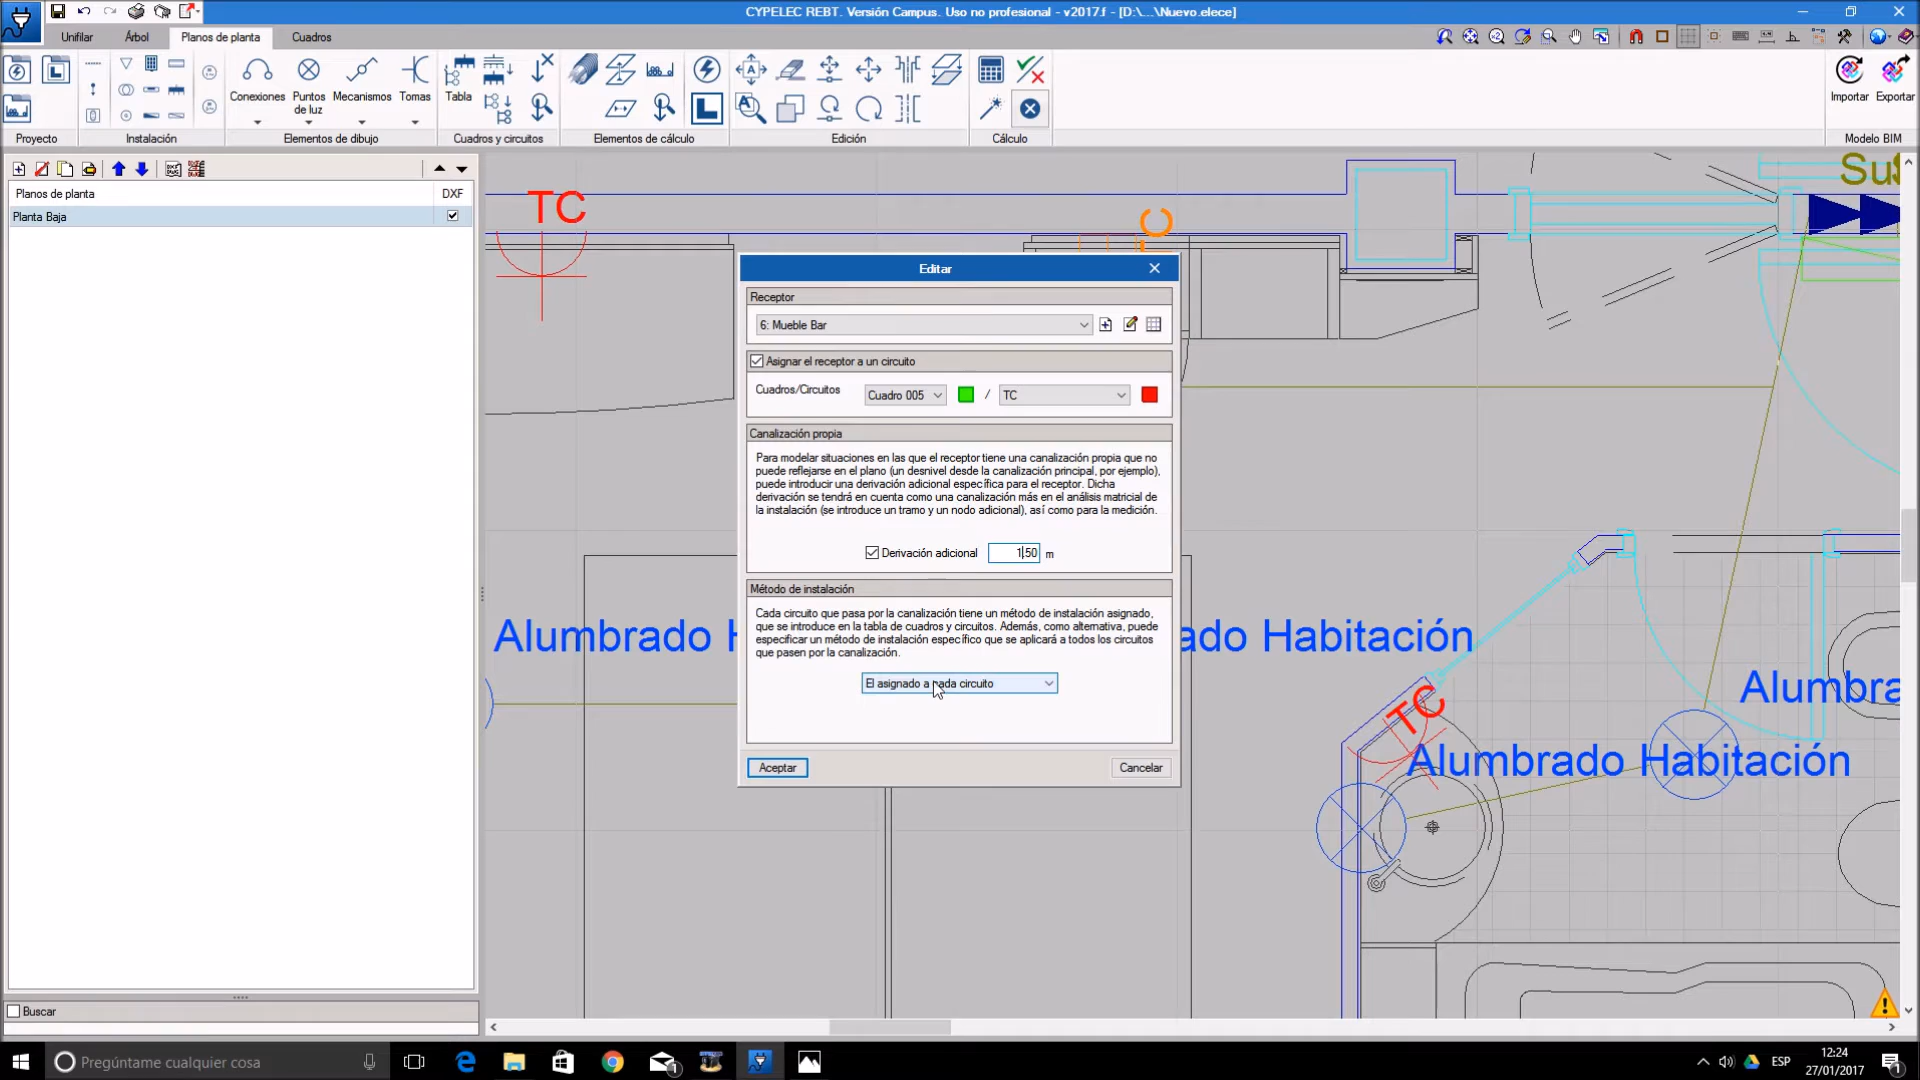 CYPELEC REBT. Versión Campus. Uso no profesional - v2017.f - [D:\...\Nuevo.elece]
Unifilar
Árbol
Planos de planta
Cuadros
Conexiones
Puntos de luz
Mecanismos
Tomas
Tabla
Importar
Exportar
Proyecto
Instalación
Elementos de dibujo
Cuadros y circuitos
Elementos de cálculo
Edición
Cálculo
Modelo BIM
Planos de planta
DXF
Planta Baja
TC
Editar
Receptor
6: Mueble Bar
Asignar el receptor a un circuito
Cuadros/Circuitos
Cuadro 005
/
TC
Canalización propia
Para modelar situaciones en las que el receptor tiene una canalización propia que no
puede reflejarse en el plano (un desnivel desde la canalización principal, por ejemplo),
puede introducir una derivación adicional específica para el receptor. Dicha
derivación se tendrá en cuenta como una canalización más en el análisis matricial de
la instalación (se introduce un tramo y un nodo adicional), así como para la medición.
Derivación adicional
1.50
m
Método de instalación
Cada circuito que pasa por la canalización tiene un método de instalación asignado,
que se introduce en la tabla de cuadros y circuitos. Además, como alternativa, puede
especificar un método de instalación específico que se aplicará a todos los circuitos
que pasen por la canalización.
El asignado a cada circuito
Aceptar
Cancelar
Alumbrado
ado Habitación
TC
Alumbra
Alumbrado Habitación
Buscar
Pregúntame cualquier cosa
ESP
12:24
27/01/2017